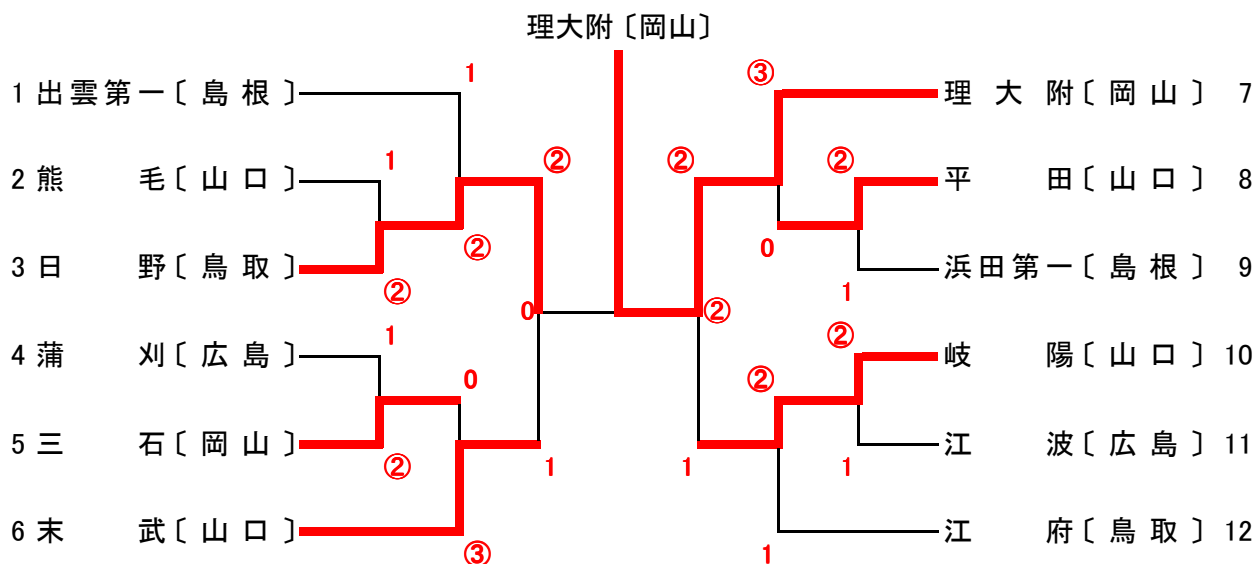 理大附〔岡山〕
1 ③
1 出雲第一〔島根〕 理大附〔岡山〕 7
1 ② ② ②
2 熊毛〔山口〕 平田〔山口〕 8
② 0
3 日野〔鳥取〕 浜田第一〔島根〕 9
② 1
0 ②
1 ②
4 蒲刈〔広島〕 岐陽〔山口〕 10
0 ②
5 三石〔岡山〕 江波〔広島〕 11
② 1 1 1
6 末武〔山口〕 江府〔鳥取〕 12
③ 1